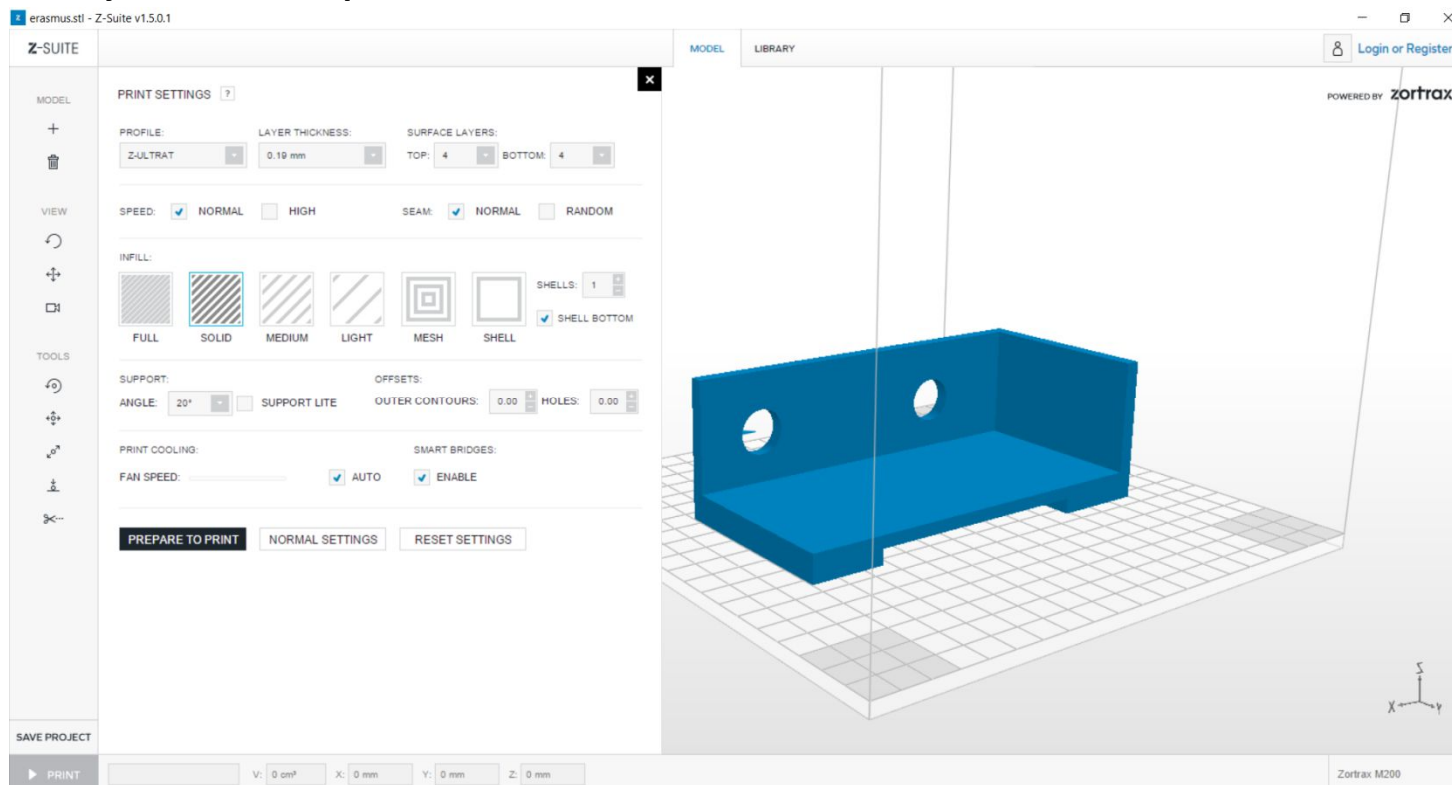 erasmus.stl - Z-Suite v1.5.0.1
Z-SUITE
MODEL LIBRARY
Login or Register
POWERED BY zortrax
MODEL
VIEW
TOOLS
SAVE PROJECT
PRINT SETTINGS ?
PROFILE: LAYER THICKNESS: SURFACE LAYERS:
Z-ULTRAT 0.19 mm TOP: 4 BOTTOM: 4
SPEED: NORMAL HIGH SEAM: NORMAL RANDOM
INFILL:
SHELLS: 1
SHELL BOTTOM
FULL SOLID MEDIUM LIGHT MESH SHELL
SUPPORT: OFFSETS:
ANGLE: 20° SUPPORT LITE OUTER CONTOURS: 0.00 HOLES: 0.00
PRINT COOLING: SMART BRIDGES:
FAN SPEED: AUTO ENABLE
PREPARE TO PRINT NORMAL SETTINGS RESET SETTINGS
Z
X Y
PRINT V: 0 cm³ X: 0 mm Y: 0 mm Z: 0 mm Zortrax M200